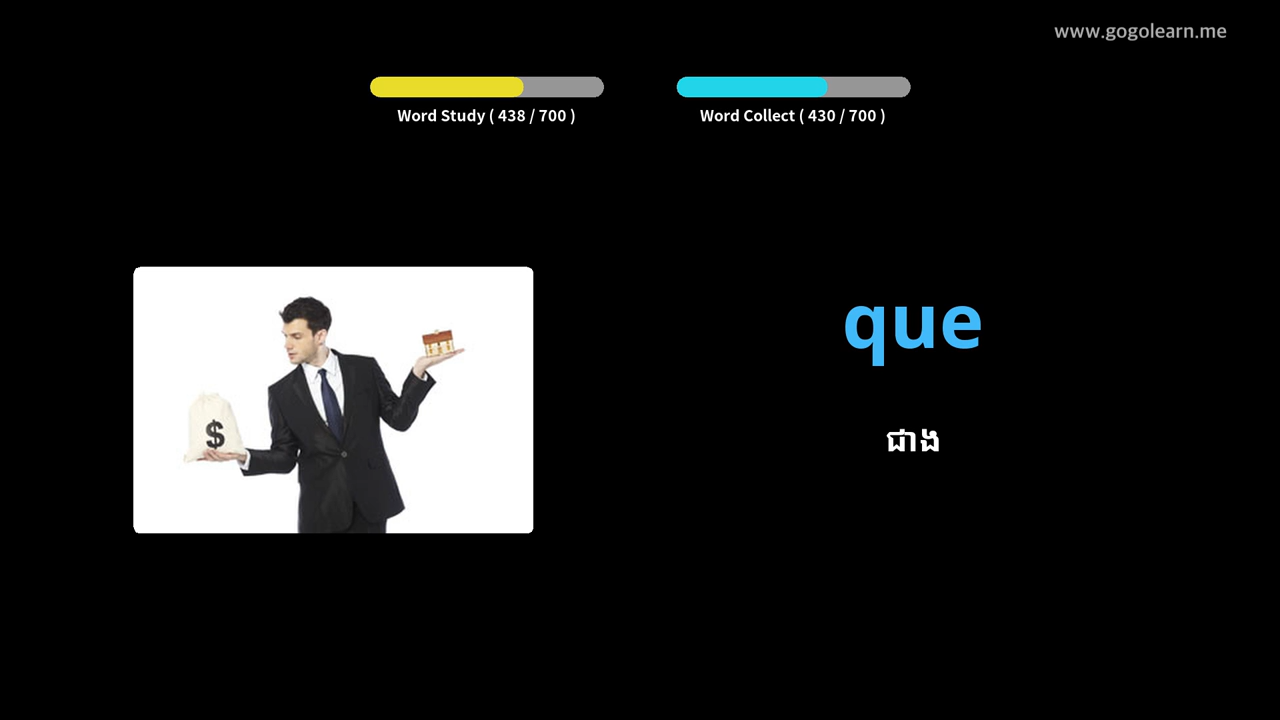 www.gogolearn.me
Word Study ( 438 / 700 )
Word Collect ( 430 / 700 )
que
ជាង
$